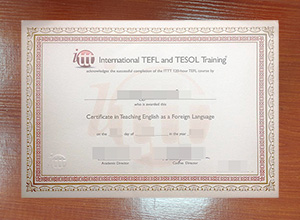 itt International TEFL and TESOL Training
acknowledges the successful completion of the ITTT 120-hour TEFL course by
who is awarded this
Certificate in Teaching English as a Foreign Language
on the day of in the year
Academic Director Course Director